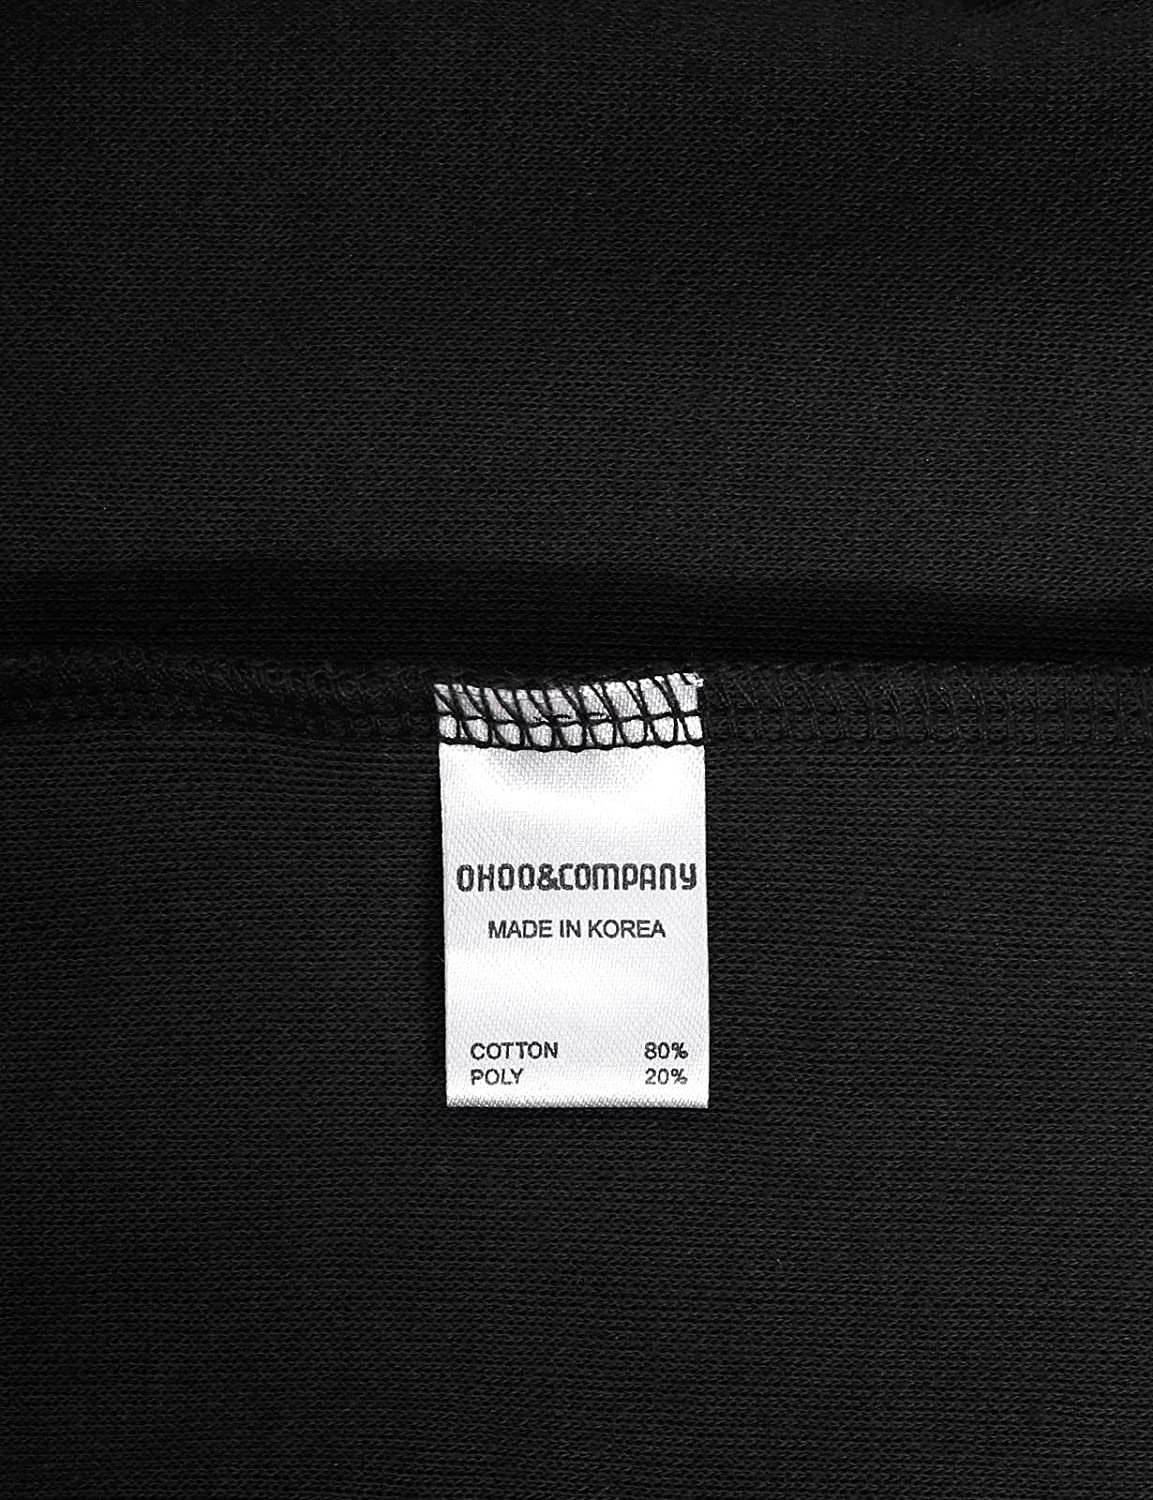 OHOO&COMPANY
MADE IN KOREA
COTTON 80%
POLY 20%